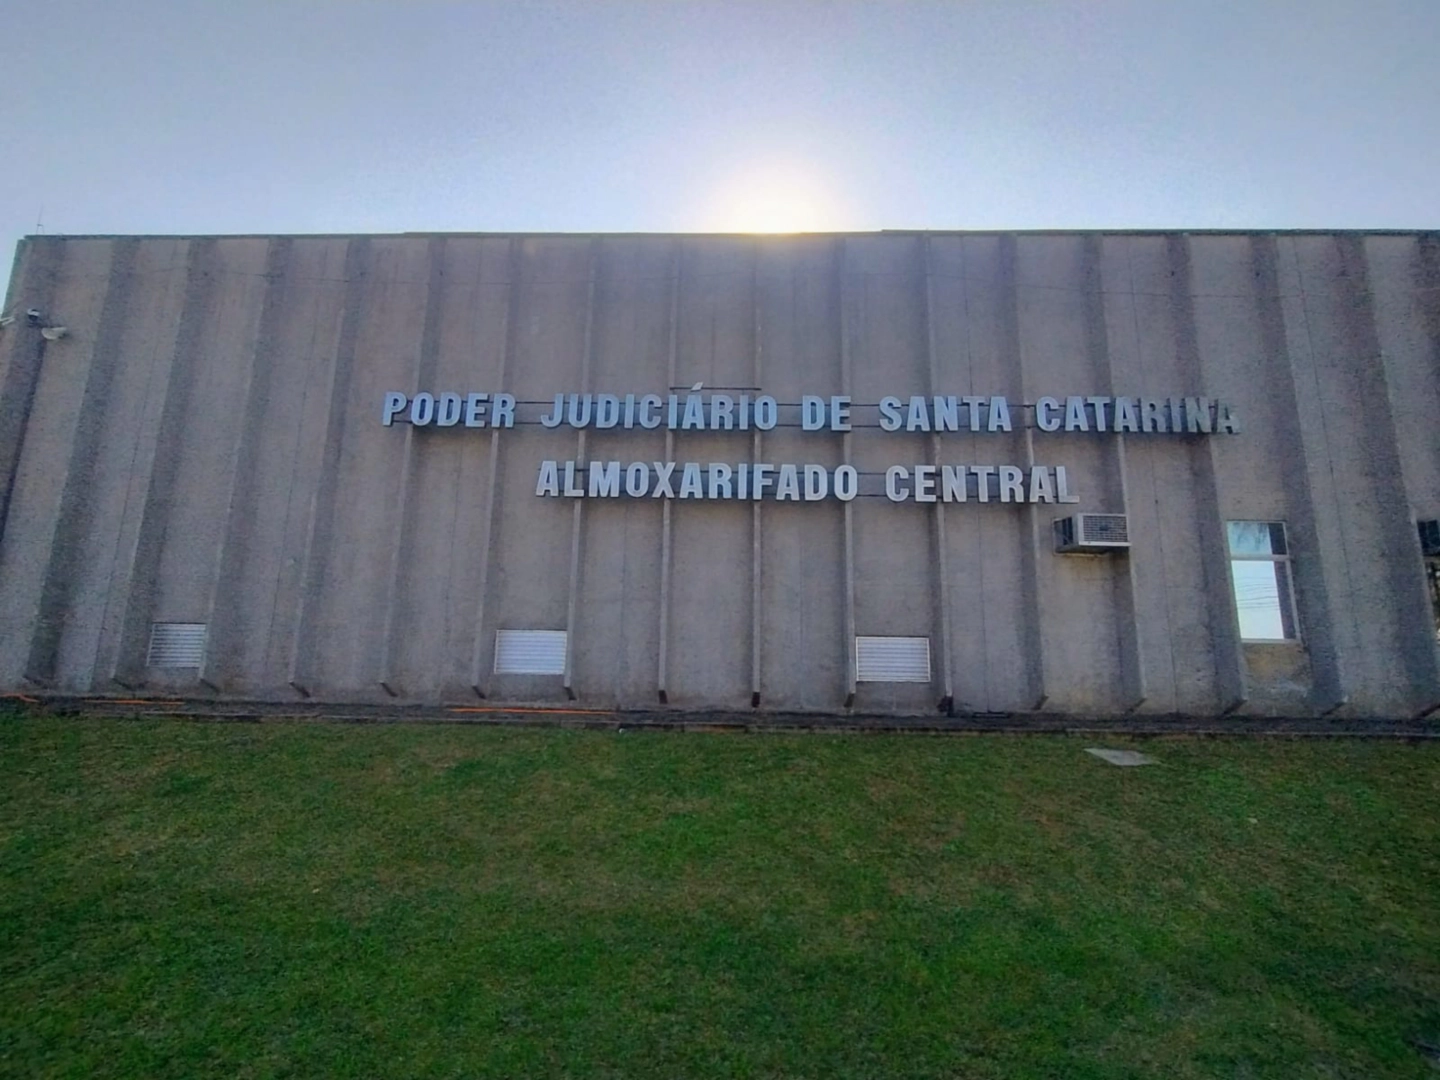 PODER JUDICIÁRIO DE SANTA CATARINA
ALMOXARIFADO CENTRAL